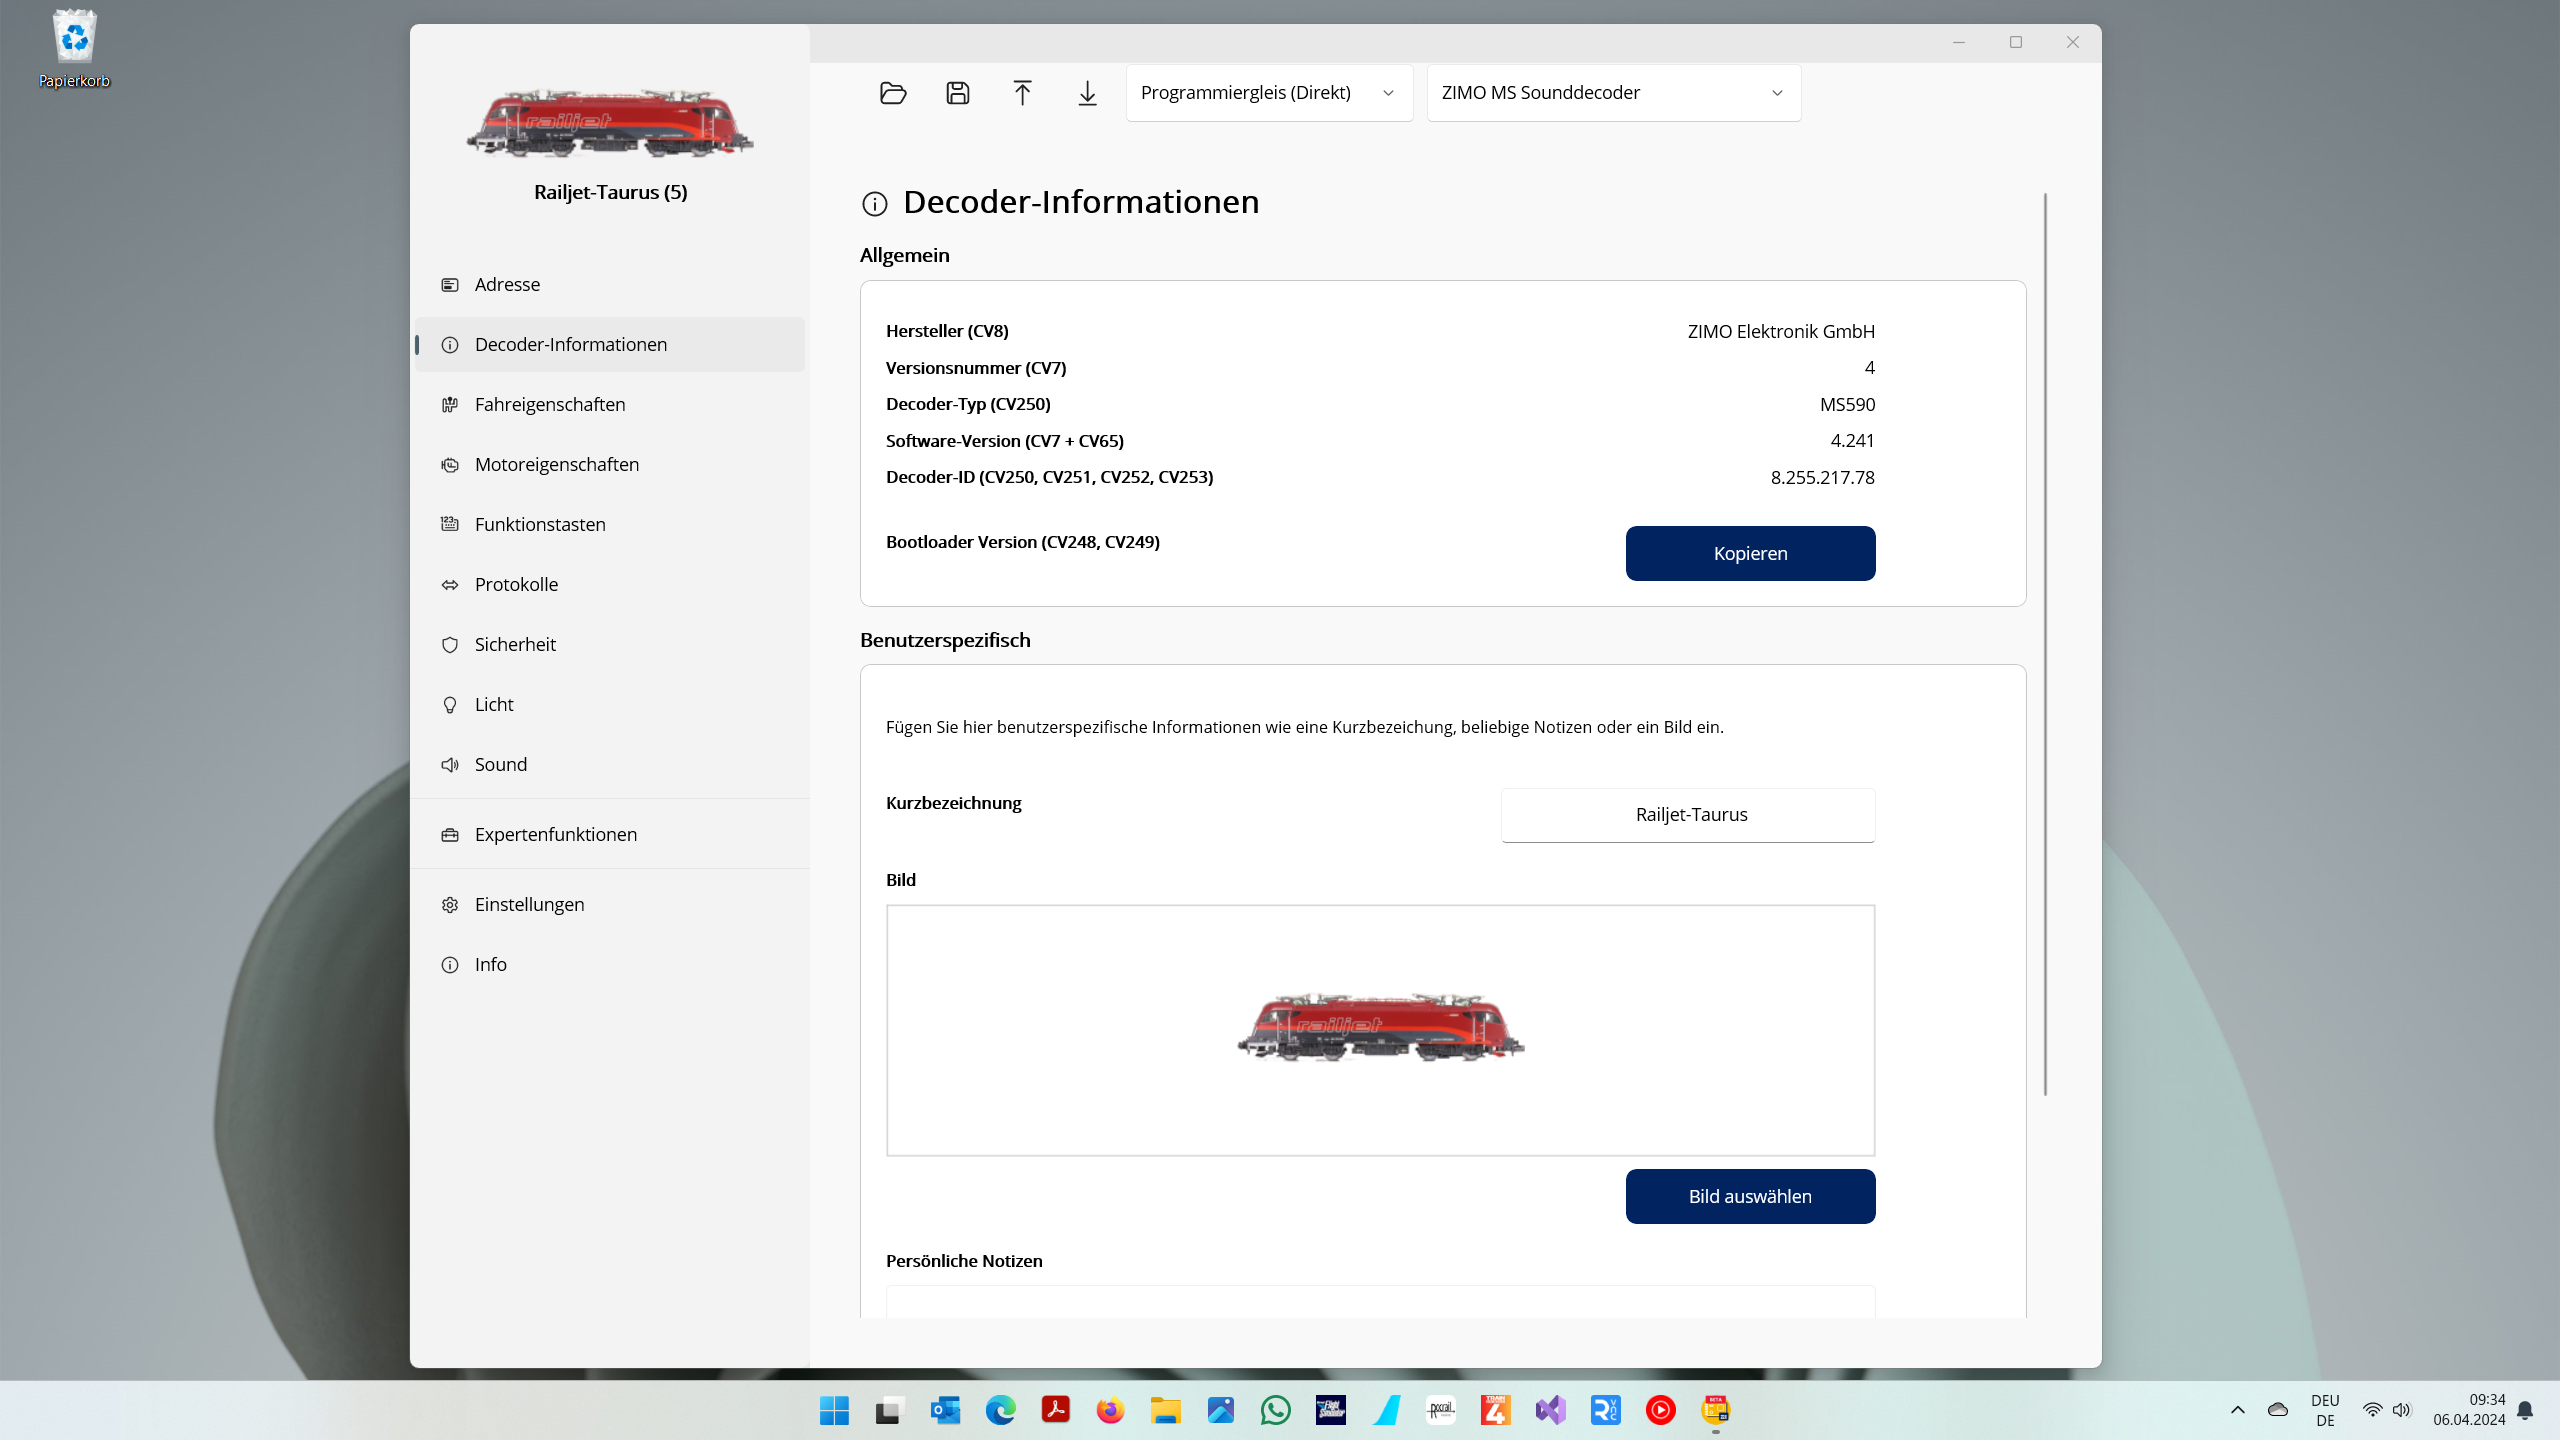 Papierkorb
railjet
Railjet-Taurus (5)
Adresse
Decoder-Informationen
Fahreigenschaften
Motoreigenschaften
Funktionstasten
Protokolle
Sicherheit
Licht
Sound
Expertenfunktionen
Einstellungen
Info
Programmiergleis (Direkt)
ZIMO MS Sounddecoder
Decoder-Informationen
Allgemein
Hersteller (CV8) ZIMO Elektronik GmbH
Versionsnummer (CV7) 4
Decoder-Typ (CV250) MS590
Software-Version (CV7 + CV65) 4.241
Decoder-ID (CV250, CV251, CV252, CV253) 8.255.217.78
Bootloader Version (CV248, CV249)
Kopieren
Benutzerspezifisch
Fügen Sie hier benutzerspezifische Informationen wie eine Kurzbezeichung, beliebige Notizen oder ein Bild ein.
Kurzbezeichnung Railjet-Taurus
Bild
railjet
Bild auswählen
Persönliche Notizen
DEU
DE
09:34
06.04.2024